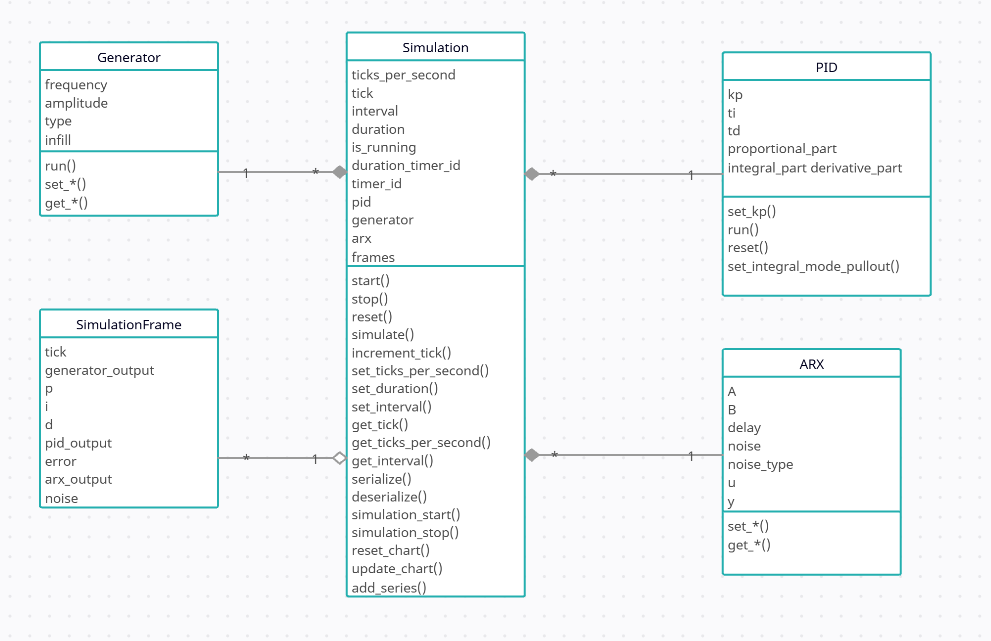 Generator
frequency
amplitude
type
infill
run()
set_*()
get_*()
1
*
Simulation
ticks_per_second
tick
interval
duration
is_running
duration_timer_id
timer_id
pid
generator
arx
frames
start()
stop()
reset()
simulate()
increment_tick()
set_ticks_per_second()
set_duration()
set_interval()
get_tick()
get_ticks_per_second()
get_interval()
serialize()
deserialize()
simulation_start()
simulation_stop()
reset_chart()
update_chart()
add_series()
*
1
PID
kp
ti
td
proportional_part
integral_part derivative_part
set_kp()
run()
reset()
set_integral_mode_pullout()
SimulationFrame
tick
generator_output
p
i
d
pid_output
error
arx_output
noise
*
1
*
1
ARX
A
B
delay
noise
noise_type
u
y
set_*()
get_*()